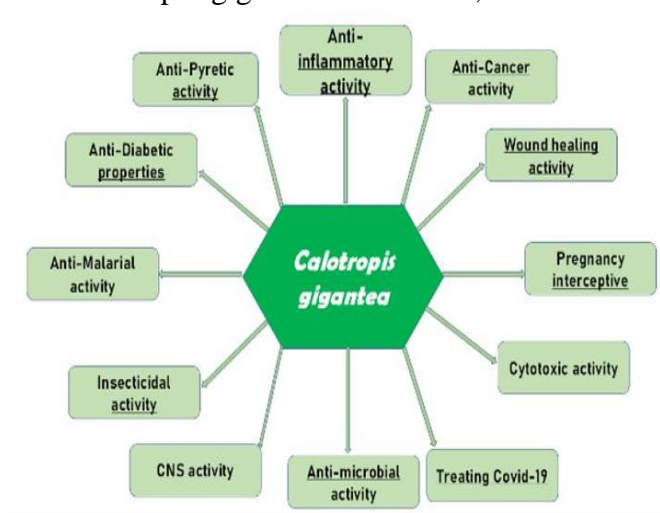 Anti-
inflammatory
activity
Anti-Pyretic
activity
Anti-Cancer
activity
Anti-Diabetic
properties
Wound healing
activity
Calotropis
gigantea
Anti-Malarial
activity
Pregnancy
interceptive
Insecticidal
activity
Cytotoxic activity
CNS activity
Anti-microbial
activity
Treating Covid-19